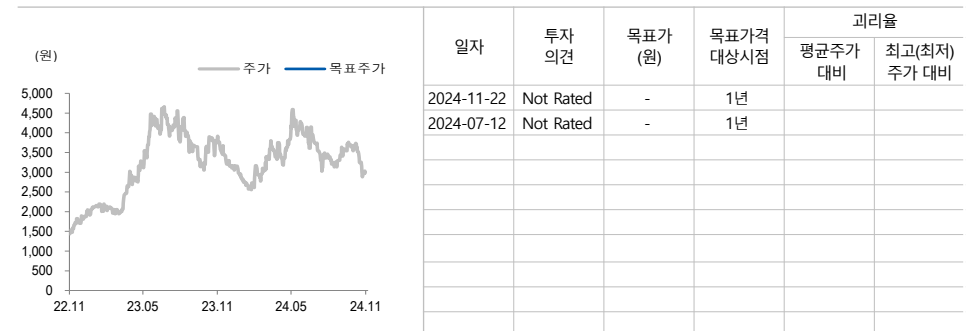 (원)
주가 목표주가
5,000
4,500
4,000
3,500
3,000
2,500
2,000
1,500
1,000
500
0
22.11 23.05 23.11 24.05 24.11
일자 투자 의견 목표가 (원) 목표가격 대상시점 괴리율
평균주가 대비 최고(최저) 주가 대비
2024-11-22 Not Rated - 1년
2024-07-12 Not Rated - 1년